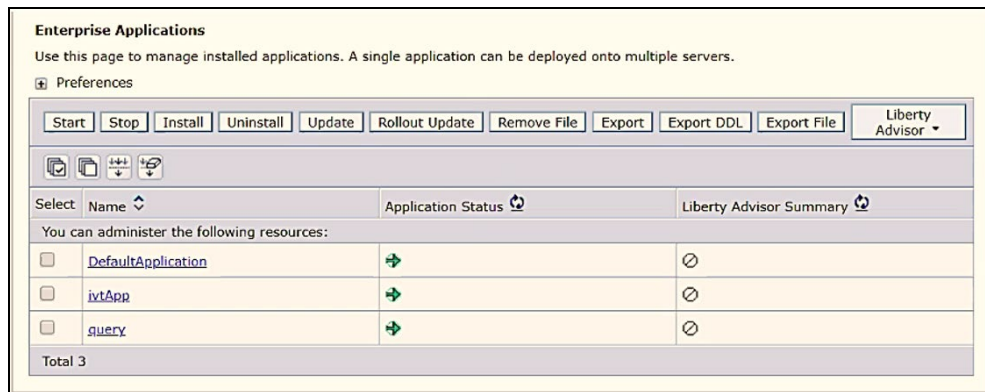 Enterprise Applications
Use this page to manage installed applications. A single application can be deployed onto multiple servers.
Preferences
Start Stop Install Uninstall Update Rollout Update Remove File Export Export DDL Export File Liberty Advisor
Select Name Application Status Liberty Advisor Summary
You can administer the following resources:
DefaultApplication
ivtApp
query
Total 3